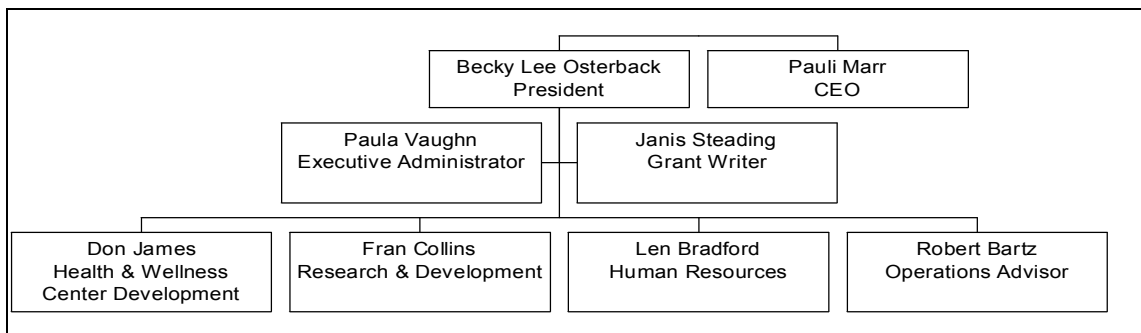 Becky Lee Osterback
President
Pauli Marr
CEO
Paula Vaughn
Executive Administrator
Janis Steading
Grant Writer
Don James
Health & Wellness
Center Development
Fran Collins
Research & Development
Len Bradford
Human Resources
Robert Bartz
Operations Advisor